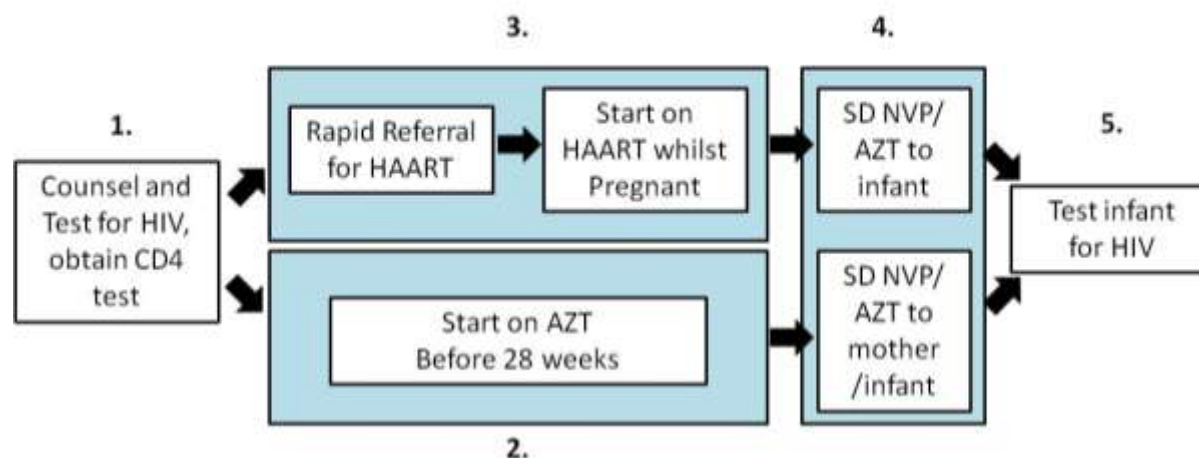 1.
Counsel and
Test for HIV,
obtain CD4
test
3.
Rapid Referral
for HAART
Start on
HAART whilst
Pregnant
2.
Start on AZT
Before 28 weeks
4.
SD NVP/
AZT to
infant
SD NVP/
AZT to
mother
/infant
5.
Test infant
for HIV